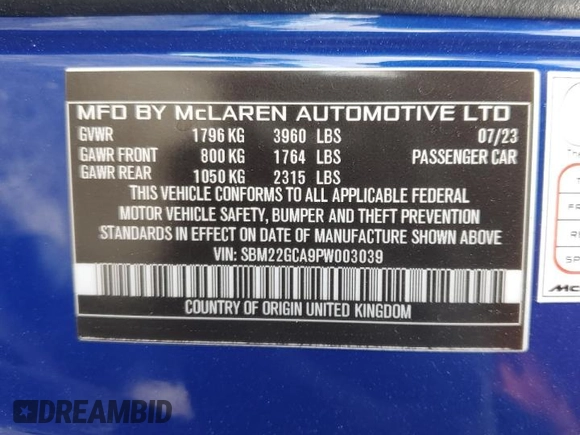 MFD BY McLAREN AUTOMOTIVE LTD
GVWR 1796 KG 3960 LBS 07/23
GAWR FRONT 800 KG 1764 LBS PASSENGER CAR
GAWR REAR 1050 KG 2315 LBS
THIS VEHICLE CONFORMS TO ALL APPLICABLE FEDERAL
MOTOR VEHICLE SAFETY, BUMPER AND THEFT PREVENTION
STANDARDS IN EFFECT ON DATE OF MANUFACTURE SHOWN ABOVE
VIN: SBM22GCA9PW003039
COUNTRY OF ORIGIN UNITED KINGDOM
DREAMBID